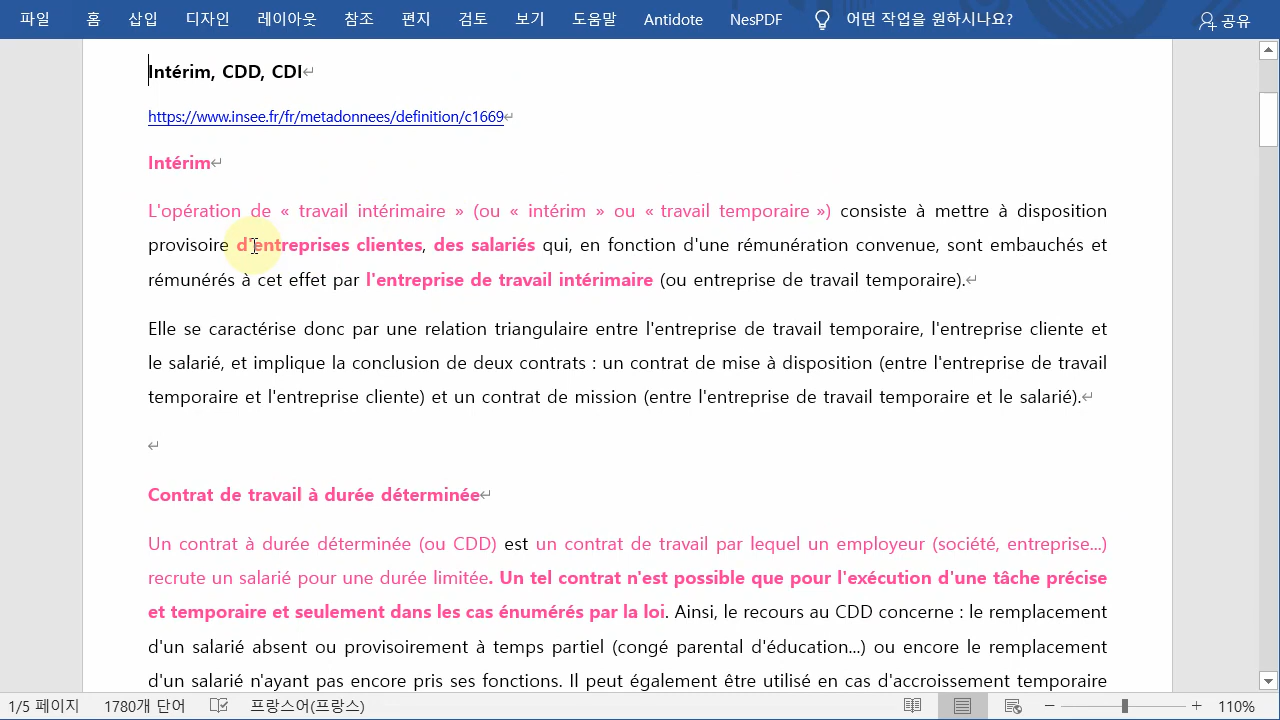 파일 홈 삽입 디자인 레이아웃 참조 편지 검토 보기 도움말 Antidote NesPDF 어떤 작업을 원하시나요? 공유
Intérim, CDD, CDI
https://www.insee.fr/fr/metadonnees/definition/c1669
Intérim
L'opération de « travail intérimaire » (ou « intérim » ou « travail temporaire ») consiste à mettre à disposition
provisoire d'entreprises clientes, des salariés qui, en fonction d'une rémunération convenue, sont embauchés et
rémunérés à cet effet par l'entreprise de travail intérimaire (ou entreprise de travail temporaire).
Elle se caractérise donc par une relation triangulaire entre l'entreprise de travail temporaire, l'entreprise cliente et
le salarié, et implique la conclusion de deux contrats : un contrat de mise à disposition (entre l'entreprise de travail
temporaire et l'entreprise cliente) et un contrat de mission (entre l'entreprise de travail temporaire et le salarié).
Contrat de travail à durée déterminée
Un contrat à durée déterminée (ou CDD) est un contrat de travail par lequel un employeur (société, entreprise...)
recrute un salarié pour une durée limitée. Un tel contrat n'est possible que pour l'exécution d'une tâche précise
et temporaire et seulement dans les cas énumérés par la loi. Ainsi, le recours au CDD concerne : le remplacement
d'un salarié absent ou provisoirement à temps partiel (congé parental d'éducation...) ou encore le remplacement
d'un salarié n'ayant pas encore pris ses fonctions. Il peut également être utilisé en cas d'accroissement temporaire
1/5 페이지 1780개 단어 프랑스어(프랑스) 110%